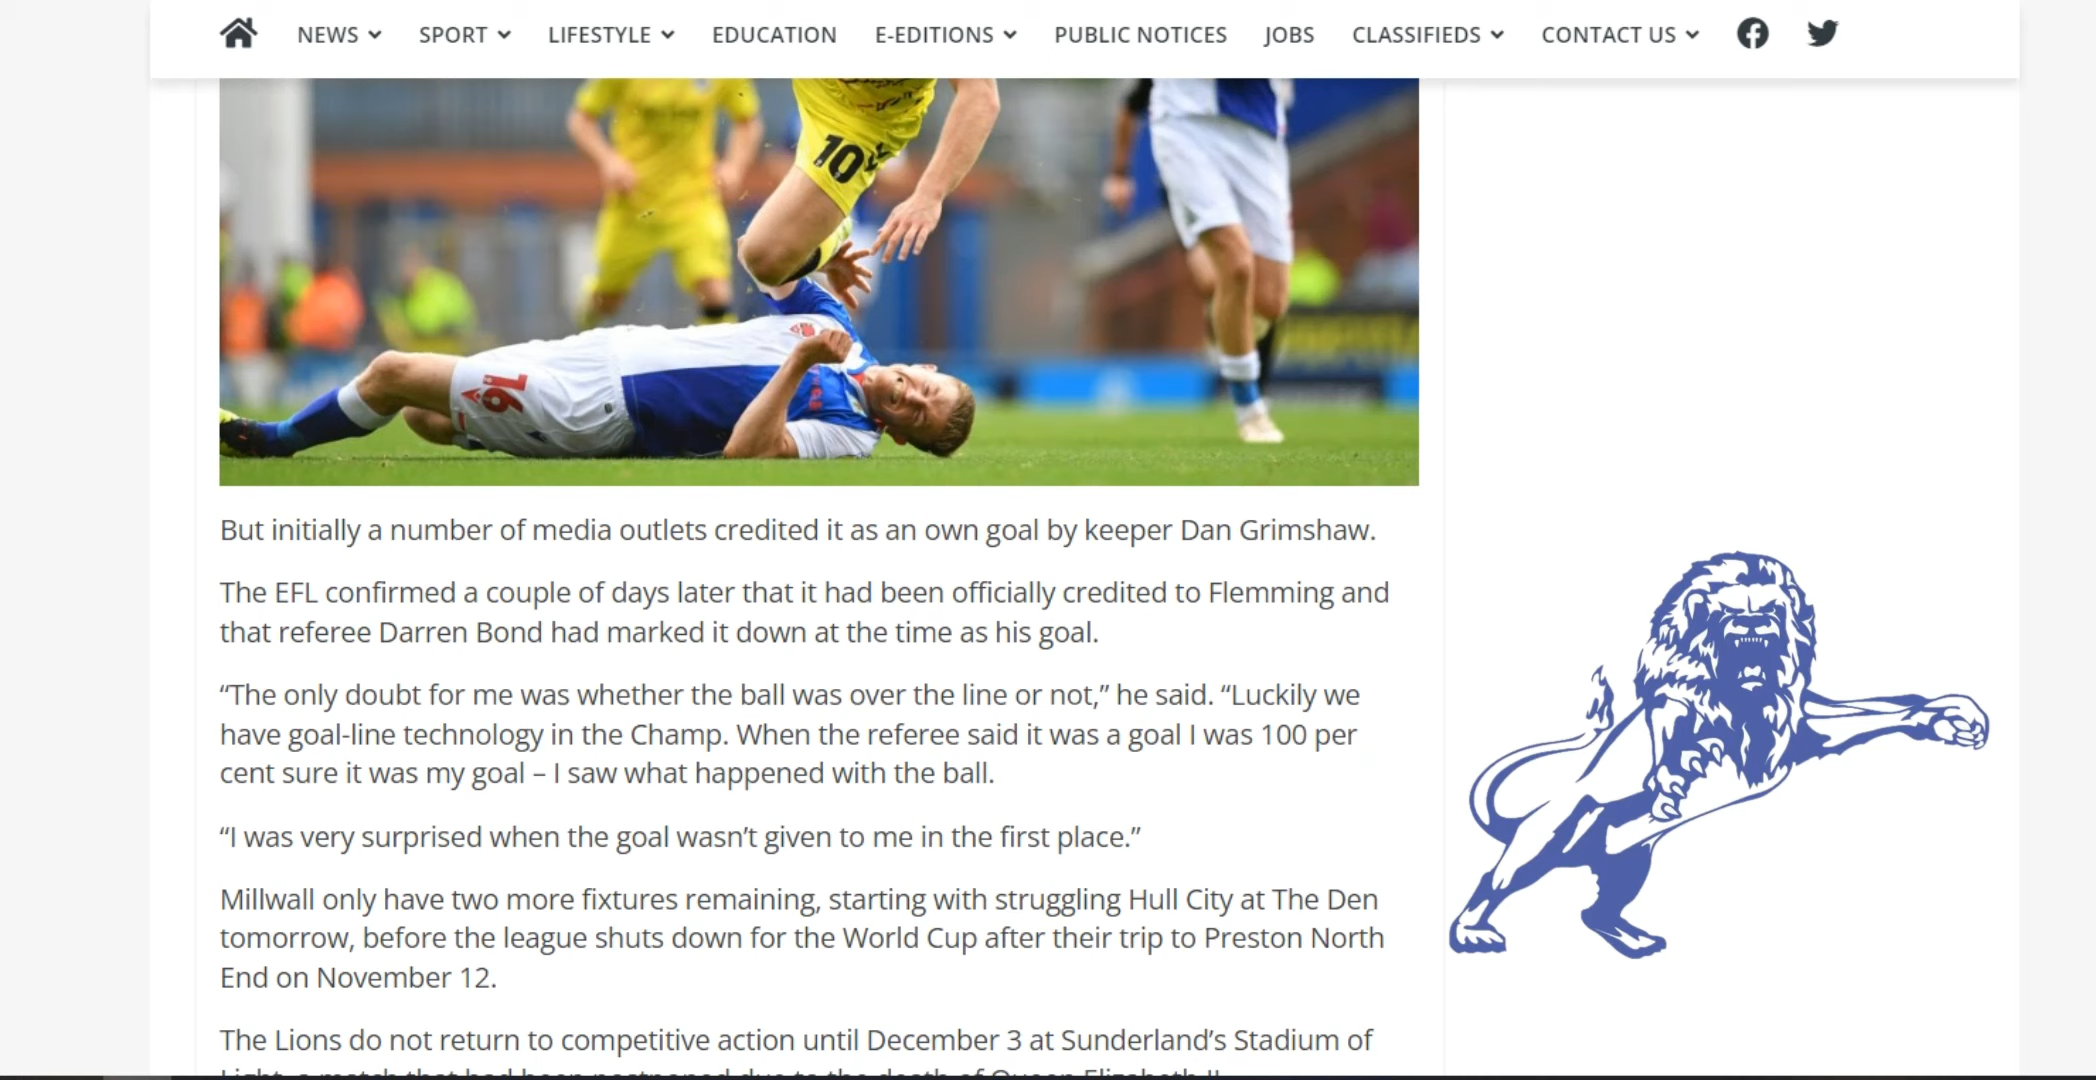 NEWS SPORT LIFESTYLE EDUCATION E-EDITIONS PUBLIC NOTICES JOBS CLASSIFIEDS CONTACT US
10
16
But initially a number of media outlets credited it as an own goal by keeper Dan Grimshaw.
The EFL confirmed a couple of days later that it had been officially credited to Flemming and
that referee Darren Bond had marked it down at the time as his goal.
“The only doubt for me was whether the ball was over the line or not,” he said. “Luckily we
have goal-line technology in the Champ. When the referee said it was a goal I was 100 per
cent sure it was my goal – I saw what happened with the ball.
“I was very surprised when the goal wasn’t given to me in the first place.”
Millwall only have two more fixtures remaining, starting with struggling Hull City at The Den
tomorrow, before the league shuts down for the World Cup after their trip to Preston North
End on November 12.
The Lions do not return to competitive action until December 3 at Sunderland’s Stadium of
Light, a match that had been postponed due to the death of Queen Elizabeth II.